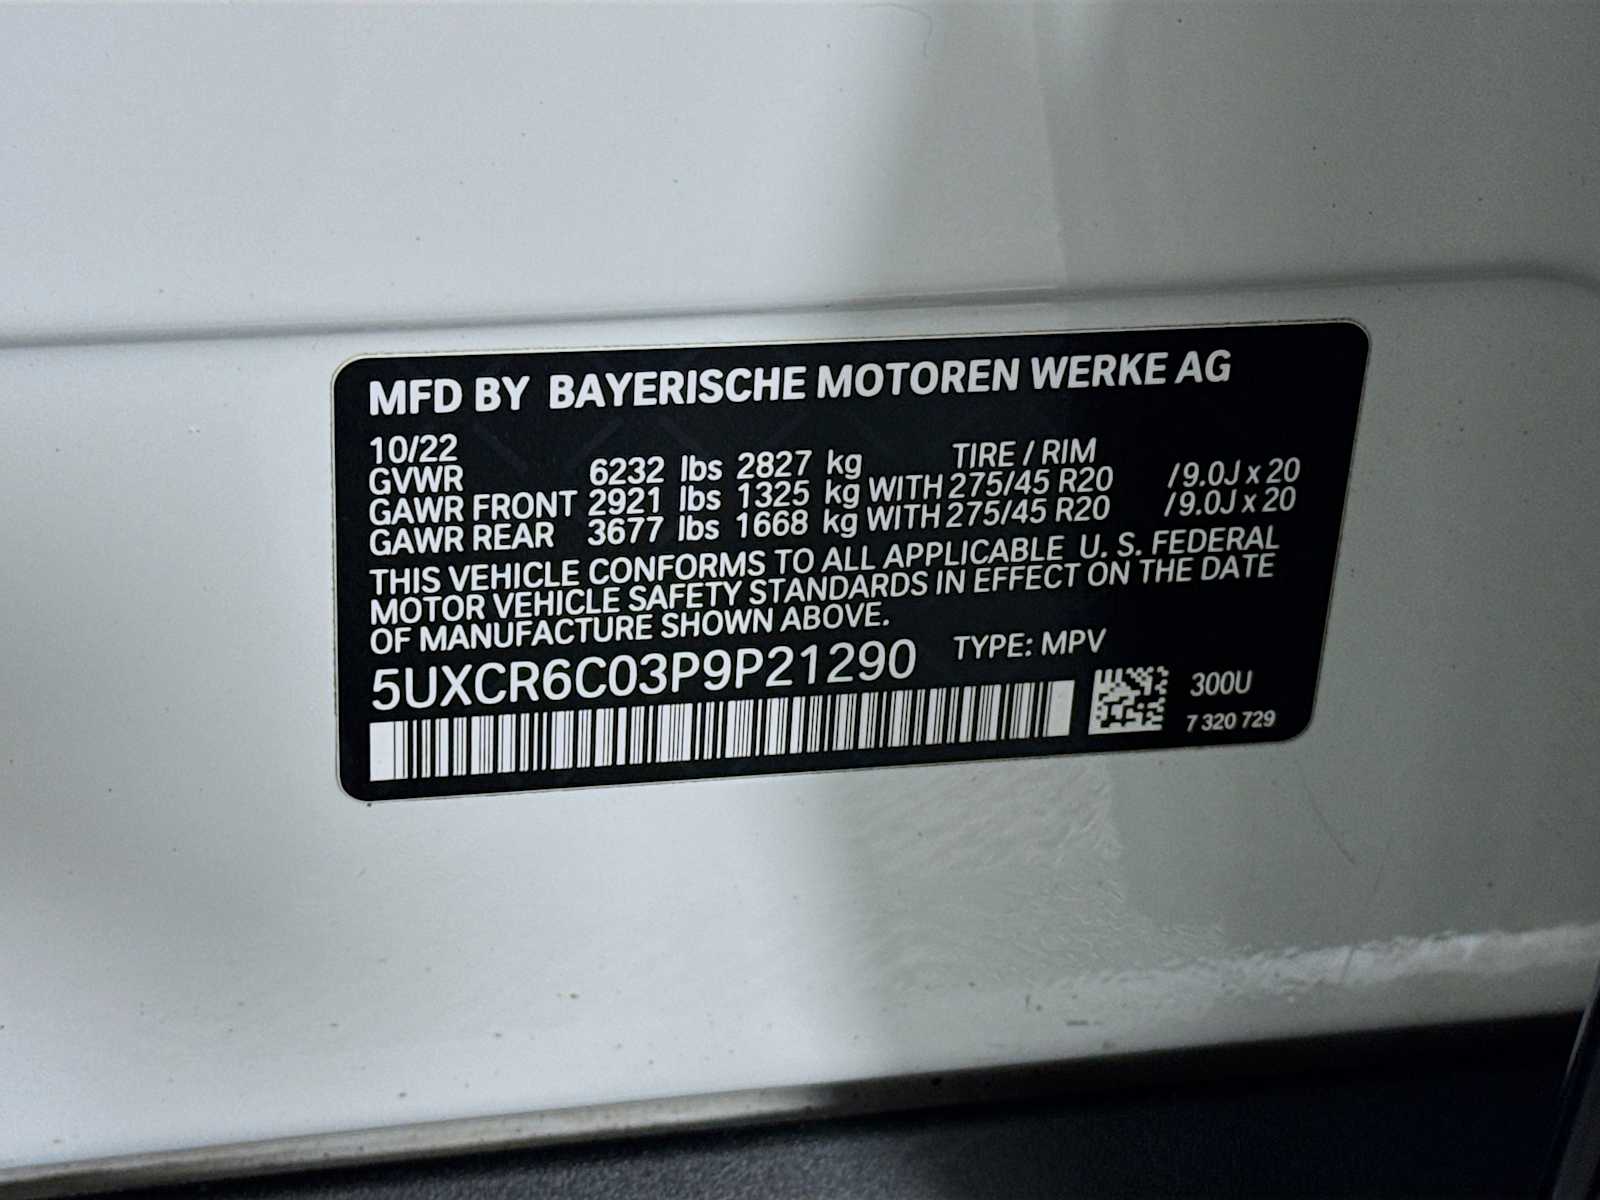 MFD BY BAYERISCHE MOTOREN WERKE AG
10/22
GVWR 6232 lbs 2827 kg TIRE / RIM
GAWR FRONT 2921 lbs 1325 kg WITH 275/45 R20 /9.0J x 20
GAWR REAR 3677 lbs 1668 kg WITH 275/45 R20 /9.0J x 20
THIS VEHICLE CONFORMS TO ALL APPLICABLE U. S. FEDERAL
MOTOR VEHICLE SAFETY STANDARDS IN EFFECT ON THE DATE
OF MANUFACTURE SHOWN ABOVE.
5UXCR6C03P9P21290 TYPE: MPV
300U
7 320 729